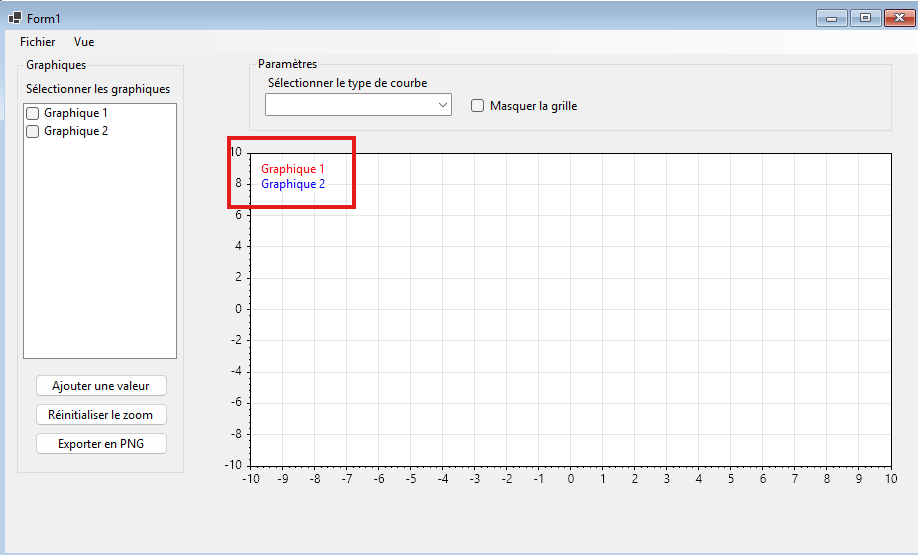 Form1
Fichier Vue
Graphiques
Sélectionner les graphiques
Graphique 1
Graphique 2
Ajouter une valeur
Réinitialiser le zoom
Exporter en PNG
Paramètres
Sélectionner le type de courbe
Masquer la grille
Graphique 1
Graphique 2
10
8
6
4
2
0
-2
-4
-6
-8
-10
-10 -9 -8 -7 -6 -5 -4 -3 -2 -1 0 1 2 3 4 5 6 7 8 9 10